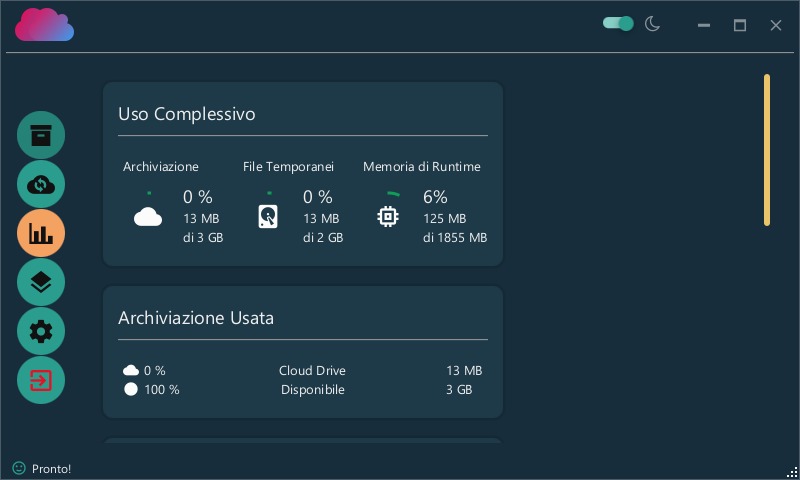 Uso Complessivo
Archiviazione File Temporanei Memoria di Runtime
0 % 0 % 6%
13 MB 13 MB 125 MB
di 3 GB di 2 GB di 1855 MB
Archiviazione Usata
0 % Cloud Drive 13 MB
100 % Disponibile 3 GB
Pronto!